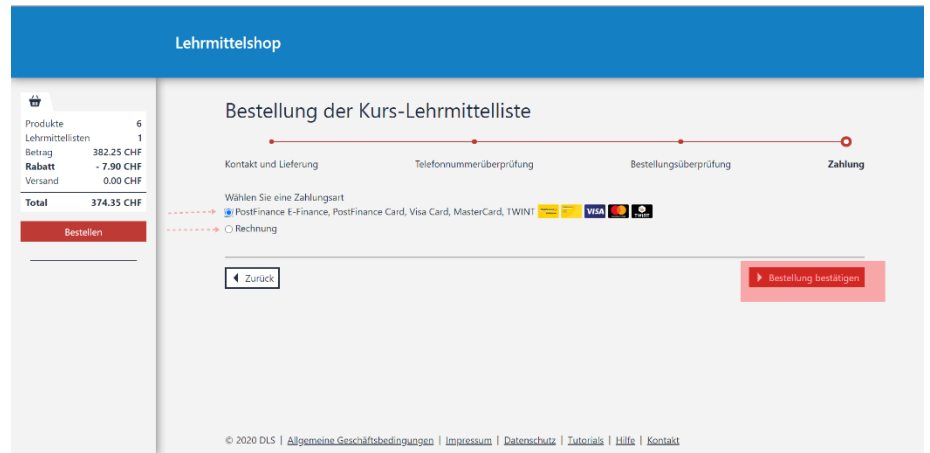 Lehrmittelshop
Produkte 6
Lehrmittellisten 1
Betrag 382.25 CHF
Rabatt - 7.90 CHF
Versand 0.00 CHF
Total 374.35 CHF
Bestellen
Bestellung der Kurs-Lehrmittelliste
Kontakt und Lieferung Telefonnummerüberprüfung Bestellungsüberprüfung Zahlung
Wählen Sie eine Zahlungsart
PostFinance E-Finance, PostFinance Card, Visa Card, MasterCard, TWINT VISA TWINT
Rechnung
Zurück Bestellung bestätigen
© 2020 DLS | Allgemeine Geschäftsbedingungen | Impressum | Datenschutz | Tutorials | Hilfe | Kontakt